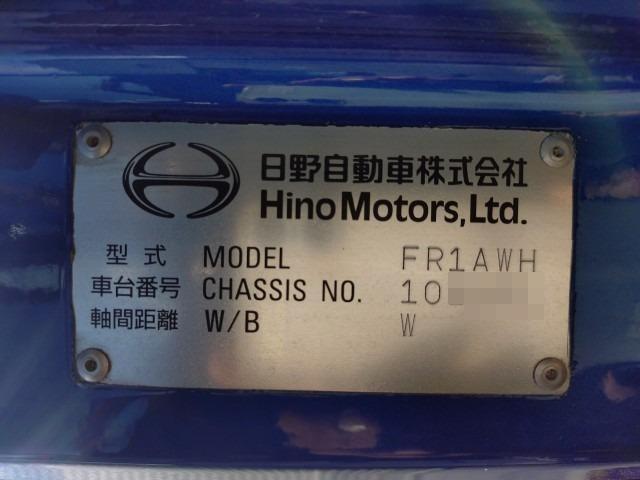 日野自動車株式会社
Hino Motors, Ltd.
型式 MODEL FR1AWH
車台番号 CHASSIS NO. 10
軸間距離 W/B W